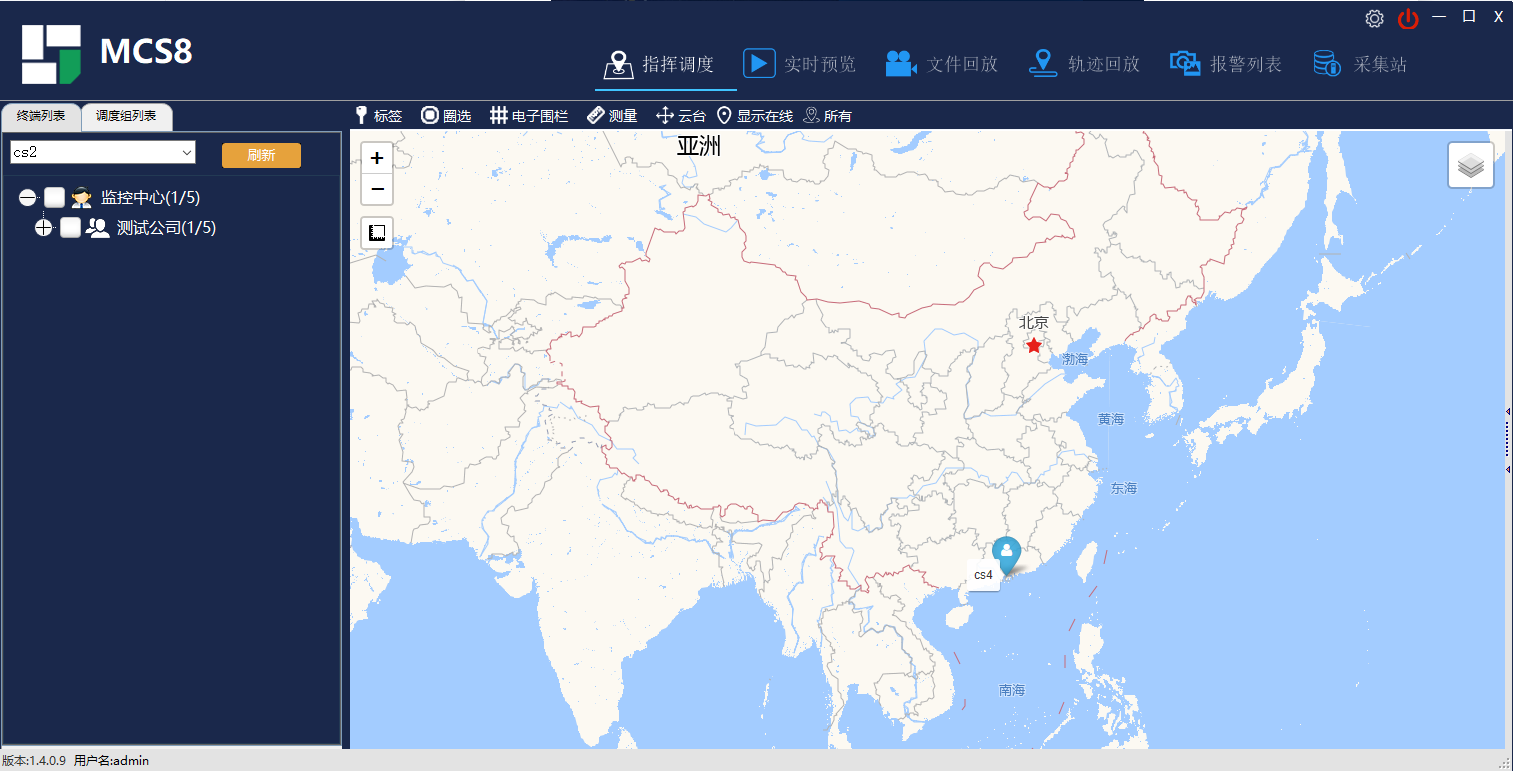 MCS8
指挥调度 实时预览 文件回放 轨迹回放 报警列表 采集站
终端列表 调度组列表
标签 圈选 电子围栏 测量 云台 显示在线 所有
cs2 刷新
监控中心(1/5)
测试公司(1/5)
+
−
亚洲
北京
渤海
黄海
东海
cs4
南海
版本:1.4.0.9 用户名:admin